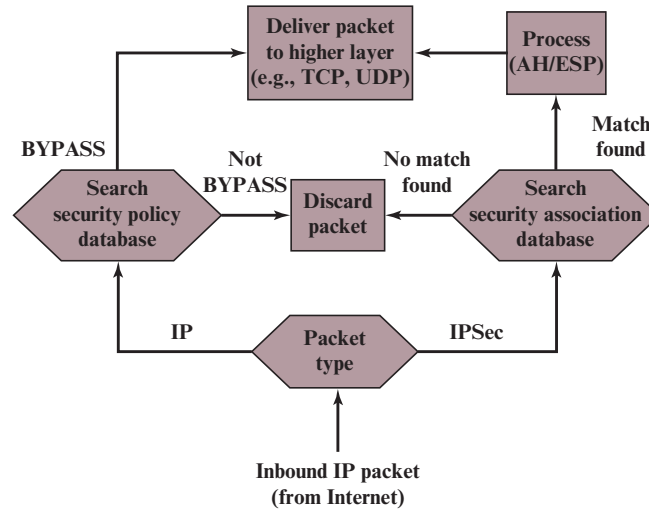 Deliver packet
to higher layer
(e.g., TCP, UDP)
Process
(AH/ESP)
BYPASS
Not
BYPASS
No match
found
Match
found
Search
security policy
database
Discard
packet
Search
security association
database
IP
Packet
type
IPSec
Inbound IP packet
(from Internet)